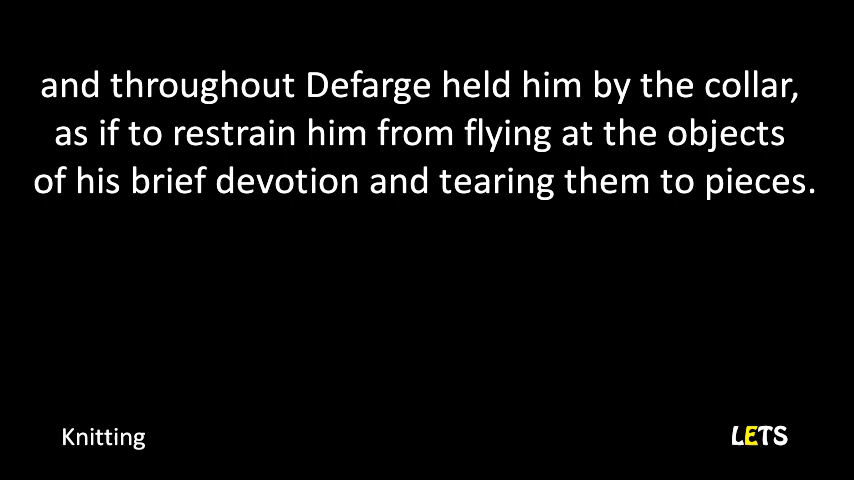 and throughout Defarge held him by the collar,
as if to restrain him from flying at the objects
of his brief devotion and tearing them to pieces.
Knitting
LETS